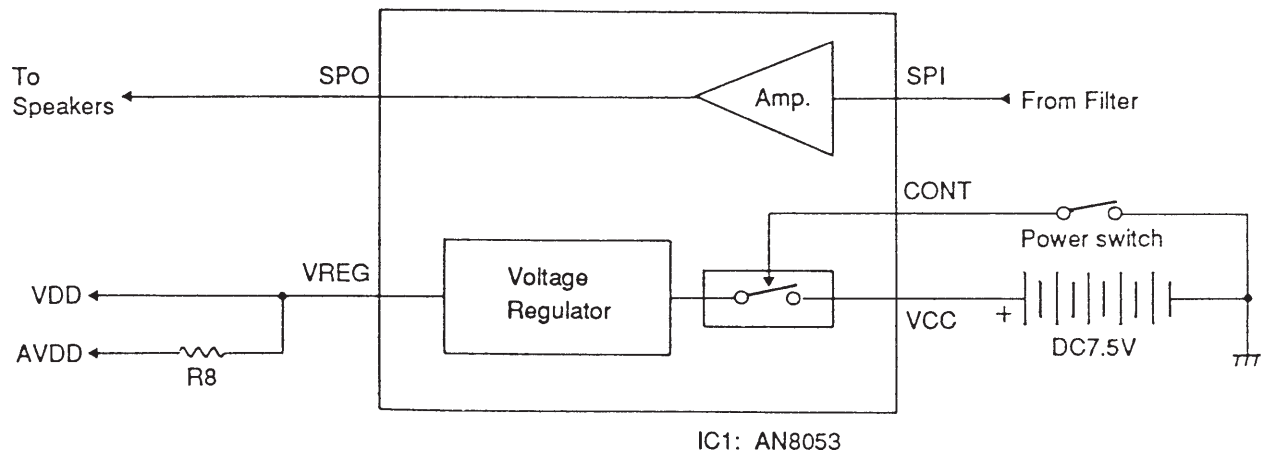 To
Speakers
SPO
Amp.
SPI
From Filter
CONT
Power switch
VREG
Voltage
Regulator
VDD
AVDD
R8
VCC
+
DC7.5V
IC1: AN8053